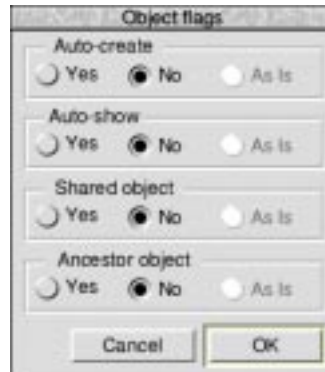 Object flags
Auto-create
Yes No As Is
Auto-show
Yes No As Is
Shared object
Yes No As Is
Ancestor object
Yes No As Is
Cancel OK